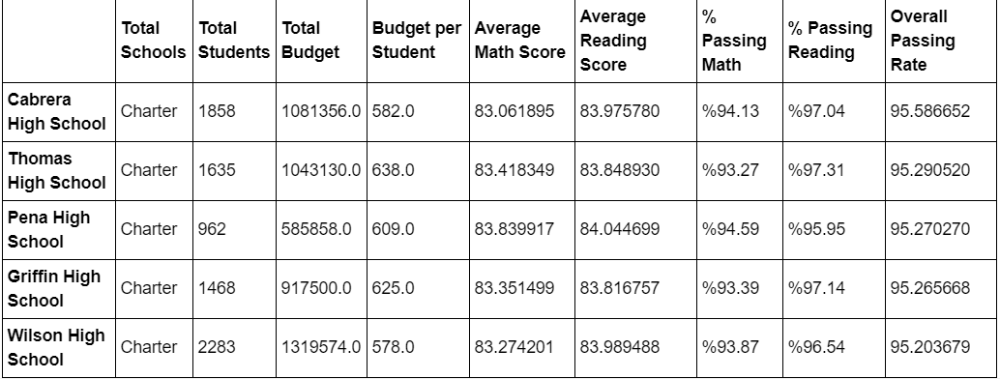 Total Schools Total Students Total Budget Budget per Student Average Math Score Average Reading Score % Passing Math % Passing Reading Overall Passing Rate
Cabrera High School Charter 1858 1081356.0 582.0 83.061895 83.975780 %94.13 %97.04 95.586652
Thomas High School Charter 1635 1043130.0 638.0 83.418349 83.848930 %93.27 %97.31 95.290520
Pena High School Charter 962 585858.0 609.0 83.839917 84.044699 %94.59 %95.95 95.270270
Griffin High School Charter 1468 917500.0 625.0 83.351499 83.816757 %93.39 %97.14 95.265668
Wilson High School Charter 2283 1319574.0 578.0 83.274201 83.989488 %93.87 %96.54 95.203679